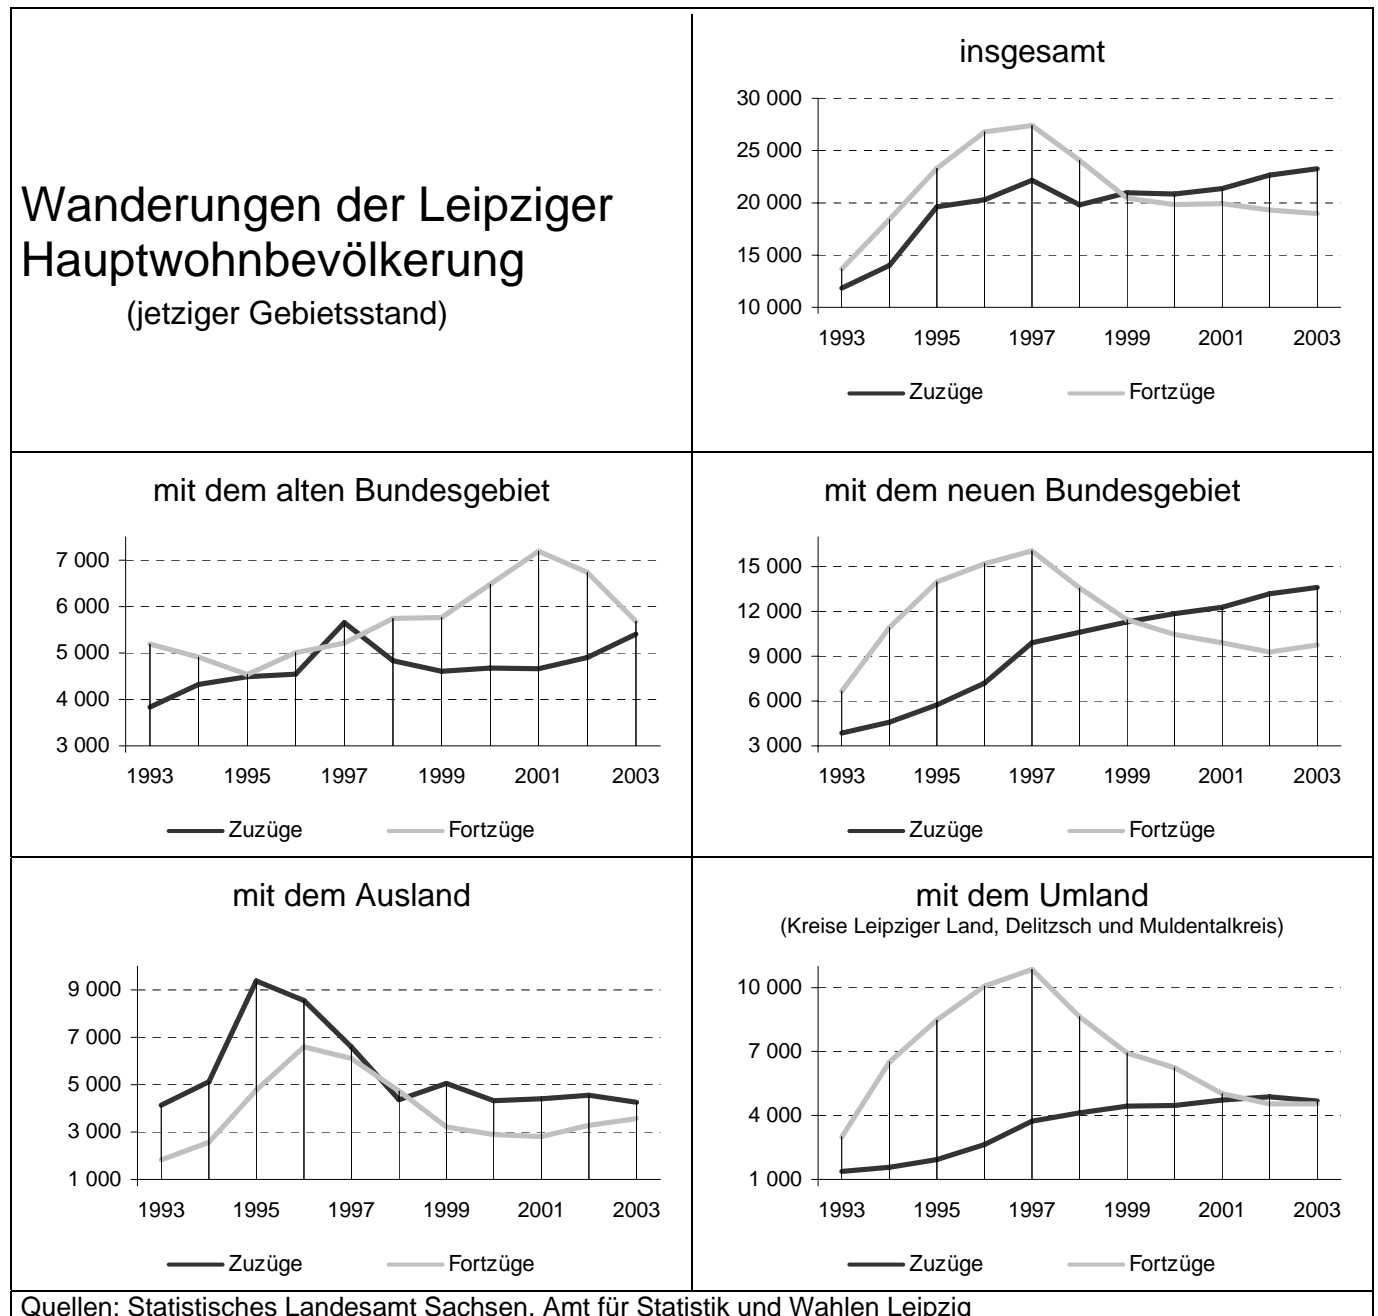 Wanderungen der Leipziger
Hauptwohnbevölkerung
(jetziger Gebietsstand)
insgesamt
30 000
25 000
20 000
15 000
10 000
1993 1995 1997 1999 2001 2003
Zuzüge Fortzüge
mit dem alten Bundesgebiet
7 000
6 000
5 000
4 000
3 000
1993 1995 1997 1999 2001 2003
Zuzüge Fortzüge
mit dem neuen Bundesgebiet
15 000
12 000
9 000
6 000
3 000
1993 1995 1997 1999 2001 2003
Zuzüge Fortzüge
mit dem Ausland
9 000
7 000
5 000
3 000
1 000
1993 1995 1997 1999 2001 2003
Zuzüge Fortzüge
mit dem Umland
(Kreise Leipziger Land, Delitzsch und Muldentalkreis)
10 000
7 000
4 000
1 000
1993 1995 1997 1999 2001 2003
Zuzüge Fortzüge
Quellen: Statistisches Landesamt Sachsen, Amt für Statistik und Wahlen Leipzig